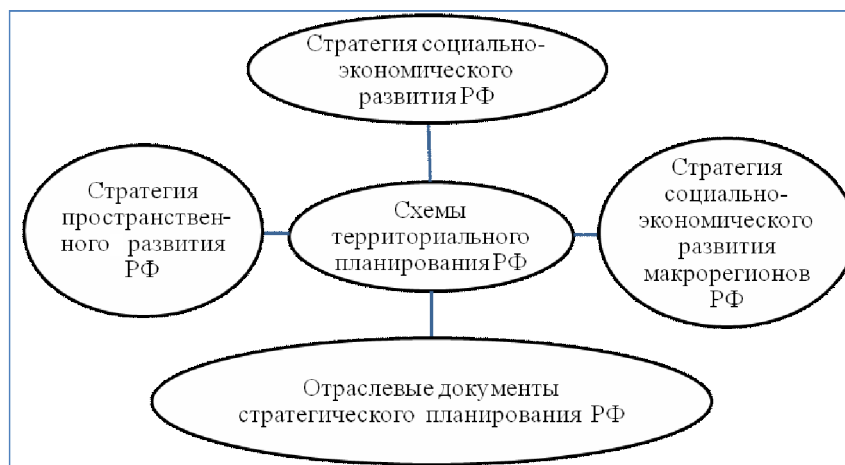 Стратегия социально-
экономического
развития РФ
Стратегия
пространствен-
ного развития
РФ
Схемы
территориального
планирования РФ
Стратегия
социально-
экономического
развития
макрорегионов
РФ
Отраслевые документы
стратегического планирования РФ